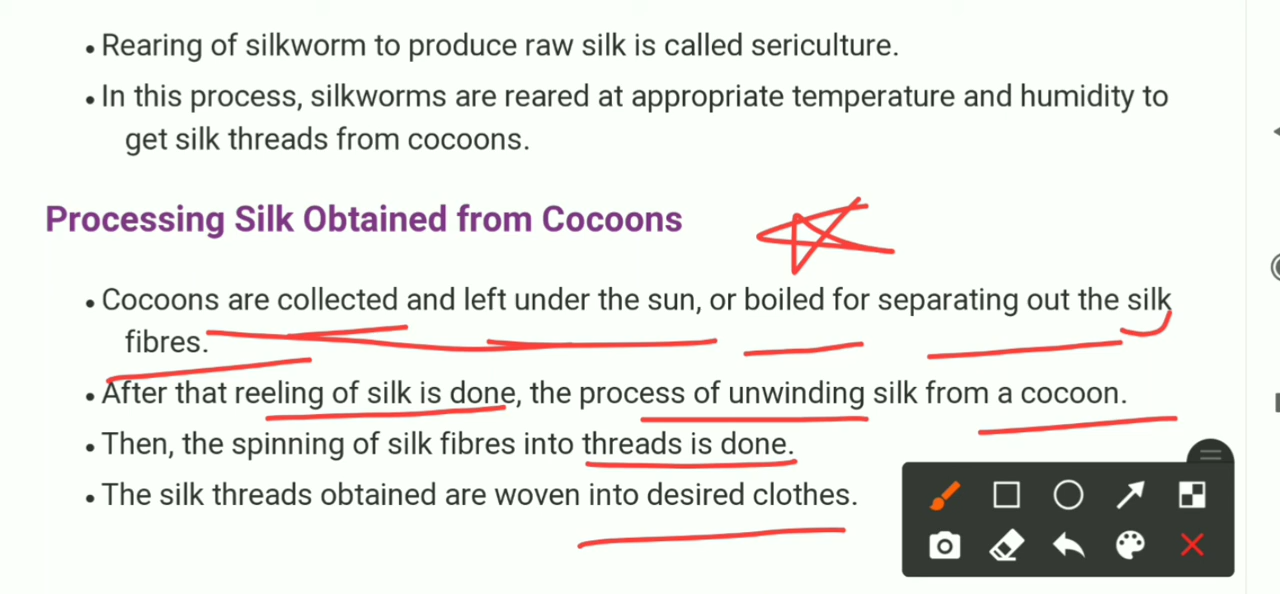 • Rearing of silkworm to produce raw silk is called sericulture.
• In this process, silkworms are reared at appropriate temperature and humidity to
get silk threads from cocoons.
Processing Silk Obtained from Cocoons
• Cocoons are collected and left under the sun, or boiled for separating out the silk
fibres.
• After that reeling of silk is done, the process of unwinding silk from a cocoon.
• Then, the spinning of silk fibres into threads is done.
• The silk threads obtained are woven into desired clothes.